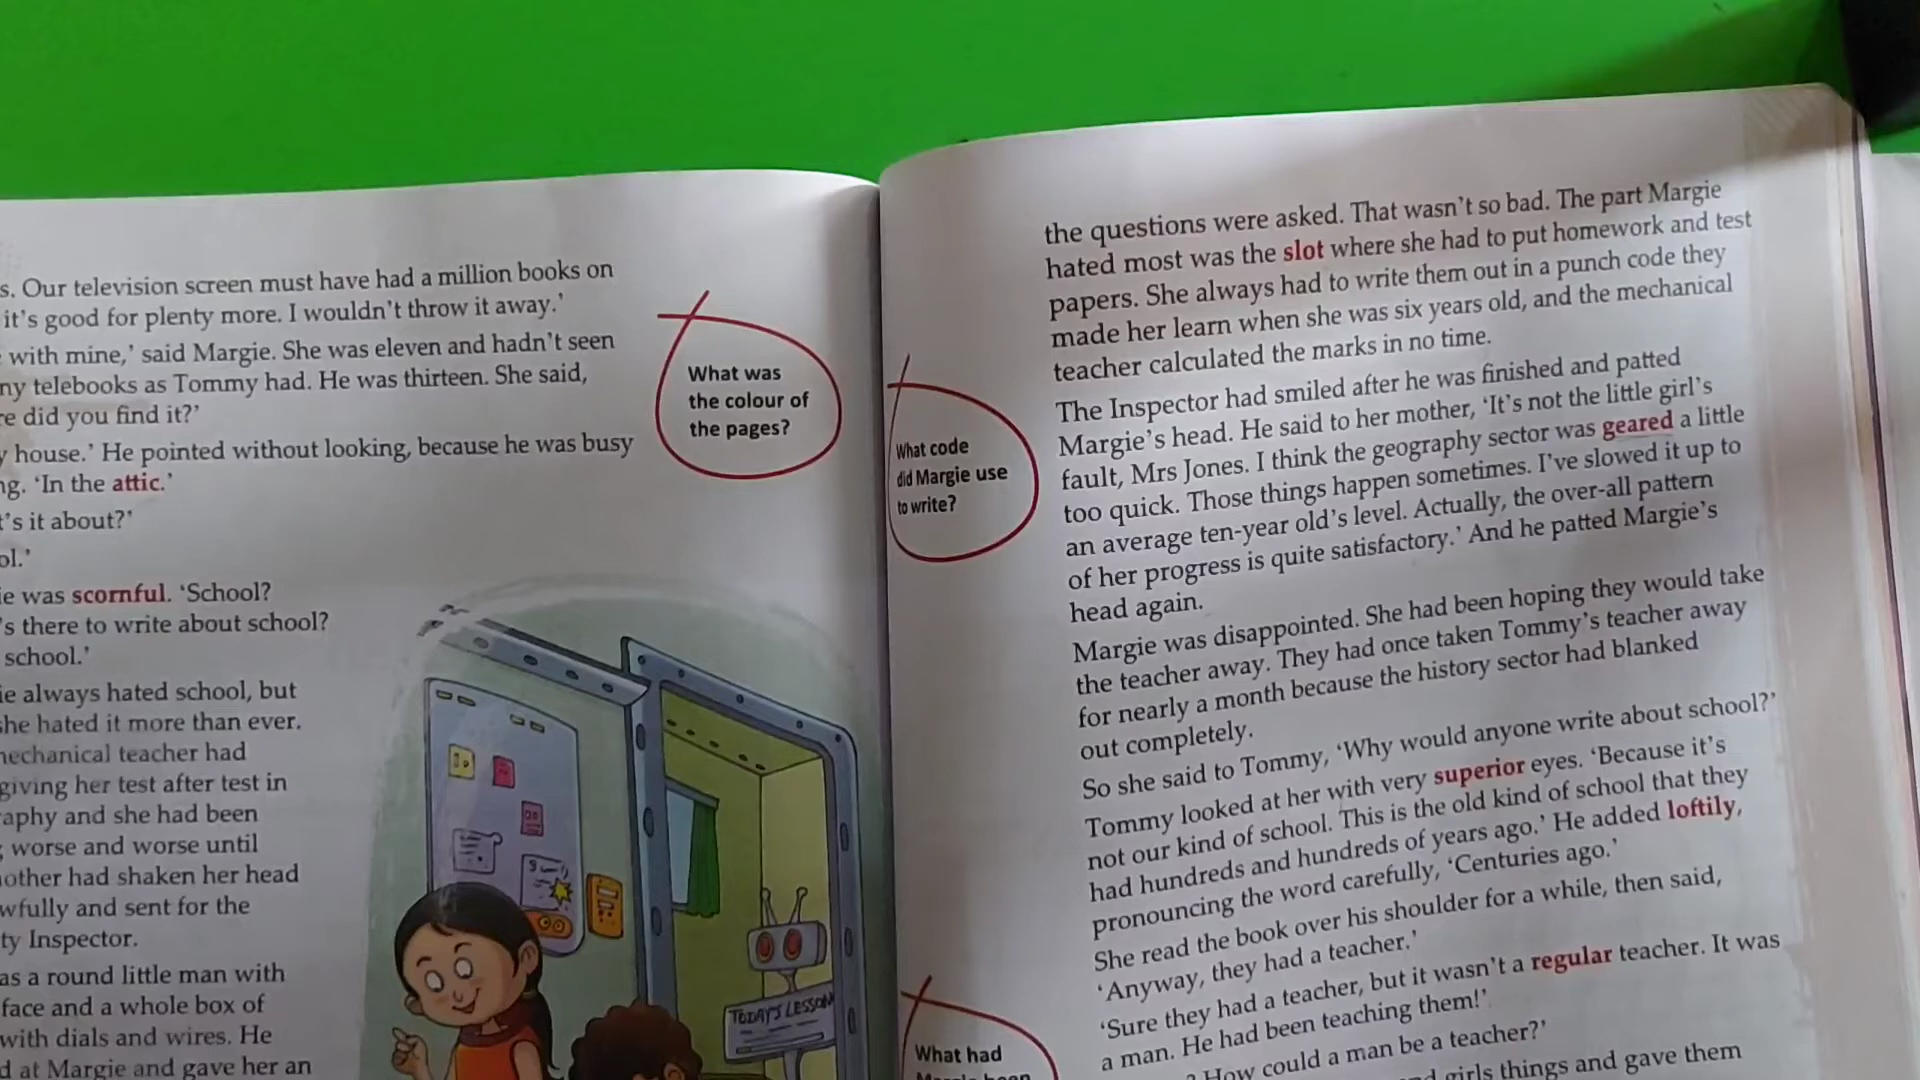 s. Our television screen must have had a million books on
it's good for plenty more. I wouldn't throw it away.'
with mine,' said Margie. She was eleven and hadn't seen
ny telebooks as Tommy had. He was thirteen. She said,
re did you find it?'
y house.' He pointed without looking, because he was busy
ng. 'In the attic.'
t's it about?'
ol.'
ie was scornful. 'School?
's there to write about school?
school.'
ie always hated school, but
she hated it more than ever.
mechanical teacher had
giving her test after test in
raphy and she had been
worse and worse until
mother had shaken her head
wfully and sent for the
ty Inspector.
as a round little man with
face and a whole box of
with dials and wires. He
d at Margie and gave her an
What was
the colour of
the pages?
TODAY'S LESSON
What code
did Margie use
to write?
What had
the questions were asked. That wasn't so bad. The part Margie
hated most was the slot where she had to put homework and test
papers. She always had to write them out in a punch code they
made her learn when she was six years old, and the mechanical
teacher calculated the marks in no time.
The Inspector had smiled after he was finished and patted
Margie's head. He said to her mother, 'It's not the little girl's
fault, Mrs Jones. I think the geography sector was geared a little
too quick. Those things happen sometimes. I've slowed it up to
an average ten-year old's level. Actually, the over-all pattern
of her progress is quite satisfactory.' And he patted Margie's
head again.
Margie was disappointed. She had been hoping they would take
the teacher away. They had once taken Tommy's teacher away
for nearly a month because the history sector had blanked
out completely.
So she said to Tommy, 'Why would anyone write about school?'
Tommy looked at her with very superior eyes. 'Because it's
not our kind of school. This is the old kind of school that they
had hundreds and hundreds of years ago.' He added loftily,
pronouncing the word carefully, 'Centuries ago.'
She read the book over his shoulder for a while, then said,
'Anyway, they had a teacher.'
'Sure they had a teacher, but it wasn't a regular teacher. It was
a man. He had been teaching them!'
? How could a man be a teacher?'
girls things and gave them